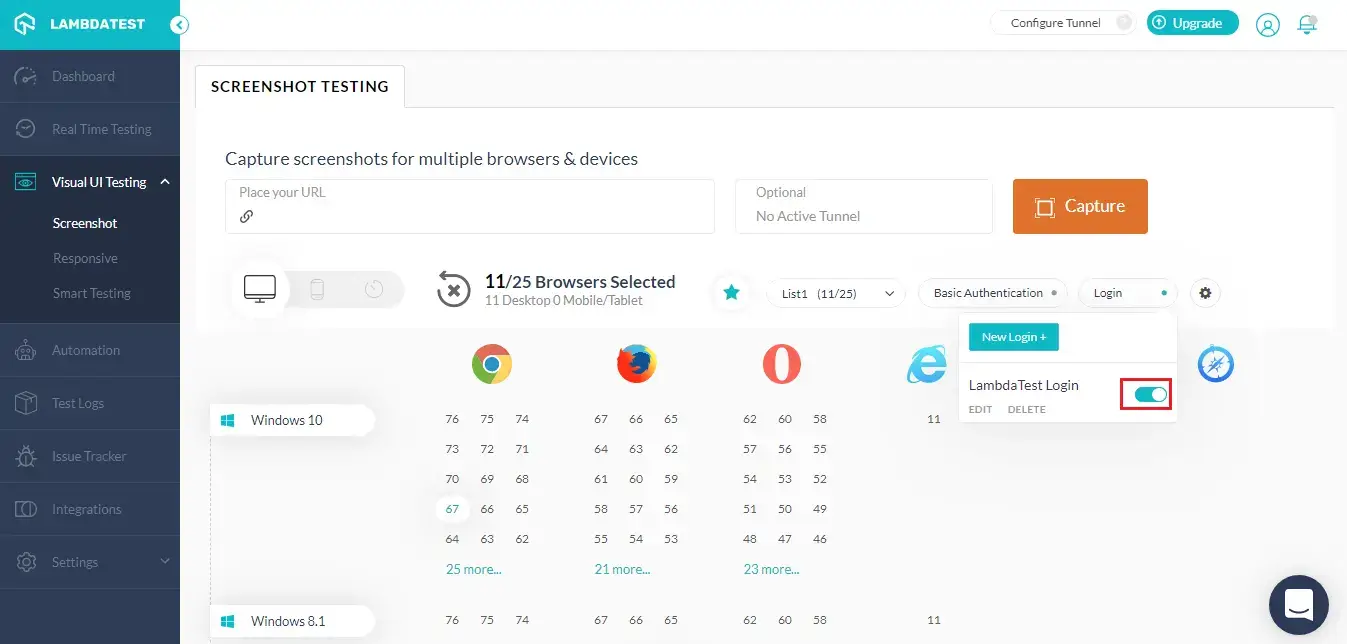 LAMBDATEST
Configure Tunnel
Upgrade
Dashboard
Real Time Testing
Visual UI Testing
Screenshot
Responsive
Smart Testing
Automation
Test Logs
Issue Tracker
Integrations
Settings
SCREENSHOT TESTING
Capture screenshots for multiple browsers & devices
Place your URL
Optional
No Active Tunnel
Capture
11/25 Browsers Selected
11 Desktop 0 Mobile/Tablet
List1 (11/25)
Basic Authentication
Login
New Login +
LambdaTest Login
EDIT DELETE
Windows 10
76 75 74 67 66 65 62 60 58 11
73 72 71 64 63 62 57 56 55
70 69 68 61 60 59 54 53 52
67 66 65 58 57 56 51 50 49
64 63 62 55 54 53 48 47 46
25 more... 21 more... 23 more...
Windows 8.1
76 75 74 67 66 65 62 60 58 11